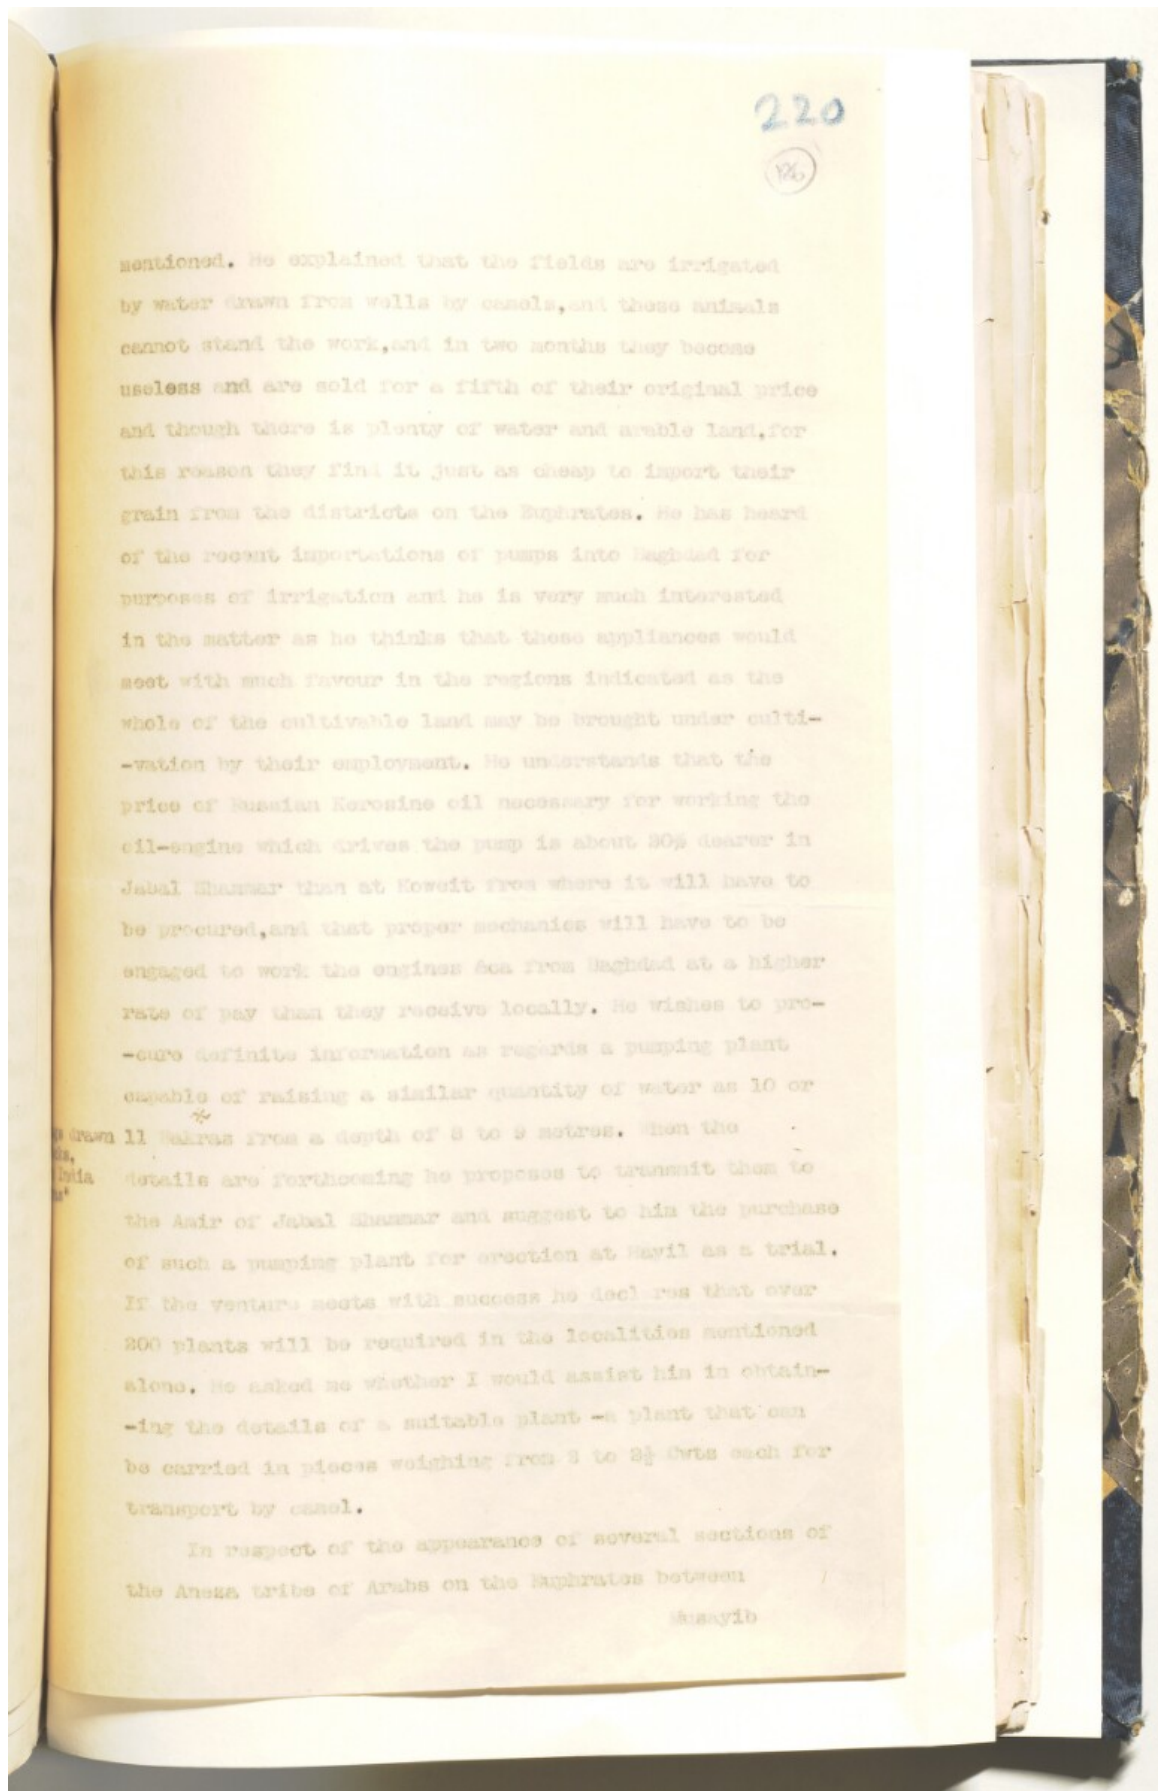 220
126
mentioned. He explained that the fields are irrigated
by water drawn from wells by camels,and these animals
cannot stand the work,and in two months they become
useless and are sold for a fifth of their original price
and though there is plenty of water and arable land,for
this reason they find it just as cheap to import their
grain from the districts on the Euphrates. He has heard
of the recent importations of pumps into Baghdad for
purposes of irrigation and he is very much interested
in the matter as he thinks that these appliances would
meet with much favour in the regions indicated as the
whole of the cultivable land may be brought under culti-
-vation by their employment. He understands that the
price of Russian Kerosine oil necessary for working the
oil-engine which drives the pump is about 20% dearer in
Jabal Shammar than at Koweit from where it will have to
be procured,and that proper mechanics will have to be
engaged to work the engines &ca from Baghdad at a higher
rate of pay than they receive locally. He wishes to pro-
-cure definite information as regards a pumping plant
capable of raising a similar quantity of water as 10 or
drawn 11 Bakras from a depth of 8 to 9 metres. When the
India
details are forthcoming he proposes to transmit them to
the Amir of Jabal Shammar and suggest to him the purchase
of such a pumping plant for erection at Hayil as a trial.
If the venture meets with success he decl res that over
200 plants will be required in the localities mentioned
alone. He asked me whether I would assist him in obtain-
-ing the details of a suitable plant -a plant that can
be carried in pieces weighing from 2 to 2½ Cwts each for
transport by camel.
In respect of the appearance of several sections of
the Aneza tribe of Arabs on the Euphrates between
Musayib